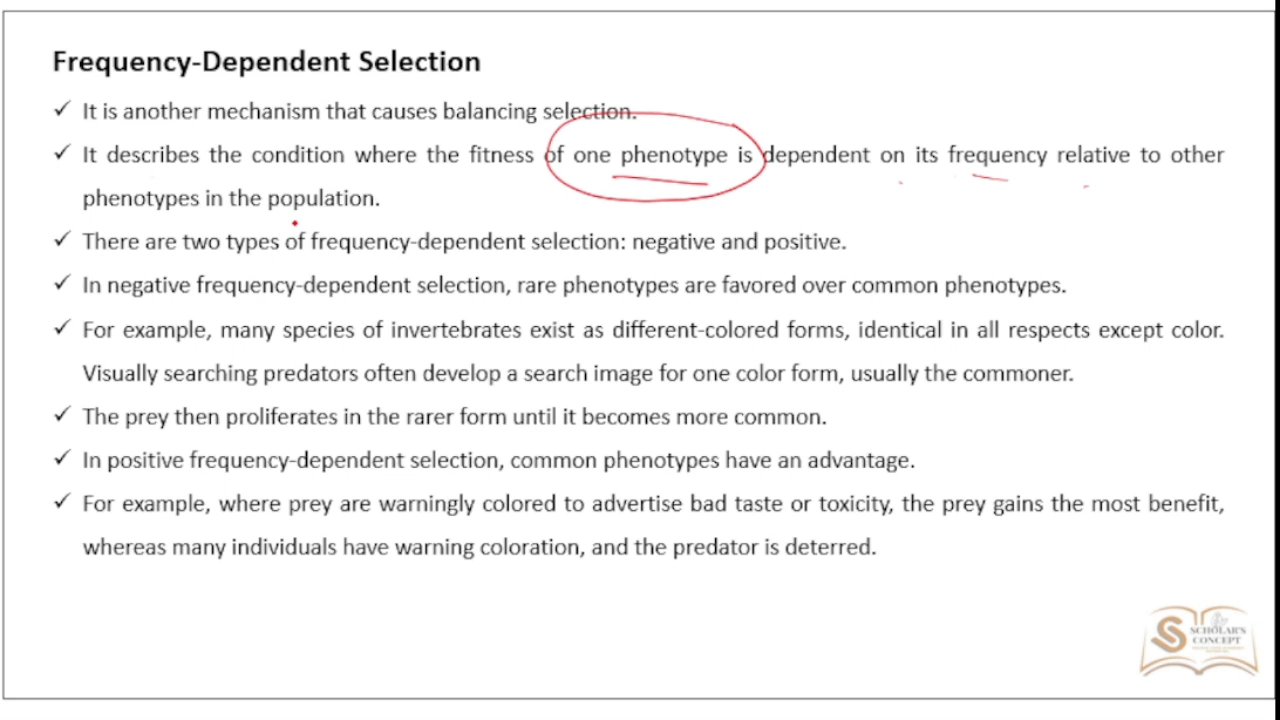 Frequency-Dependent Selection
✓ It is another mechanism that causes balancing selection.
✓ It describes the condition where the fitness of one phenotype is dependent on its frequency relative to other
phenotypes in the population.
✓ There are two types of frequency-dependent selection: negative and positive.
✓ In negative frequency-dependent selection, rare phenotypes are favored over common phenotypes.
✓ For example, many species of invertebrates exist as different-colored forms, identical in all respects except color.
Visually searching predators often develop a search image for one color form, usually the commoner.
✓ The prey then proliferates in the rarer form until it becomes more common.
✓ In positive frequency-dependent selection, common phenotypes have an advantage.
✓ For example, where prey are warningly colored to advertise bad taste or toxicity, the prey gains the most benefit,
whereas many individuals have warning coloration, and the predator is deterred.
SCHOLAR'S
CONCEPT